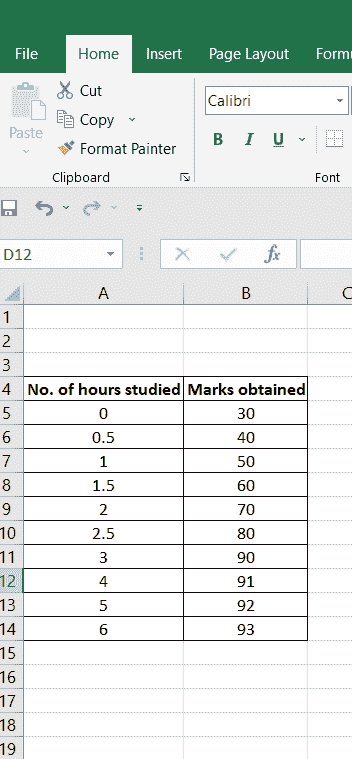 File Home Insert Page Layout Formu
Cut
Copy
Paste
Format Painter
Calibri
B I U
Clipboard
Font
D12
fx
A B C
1
2
3
4 No. of hours studied Marks obtained
5 0 30
6 0.5 40
7 1 50
8 1.5 60
9 2 70
10 2.5 80
11 3 90
12 4 91
13 5 92
14 6 93
15
16
17
18
19